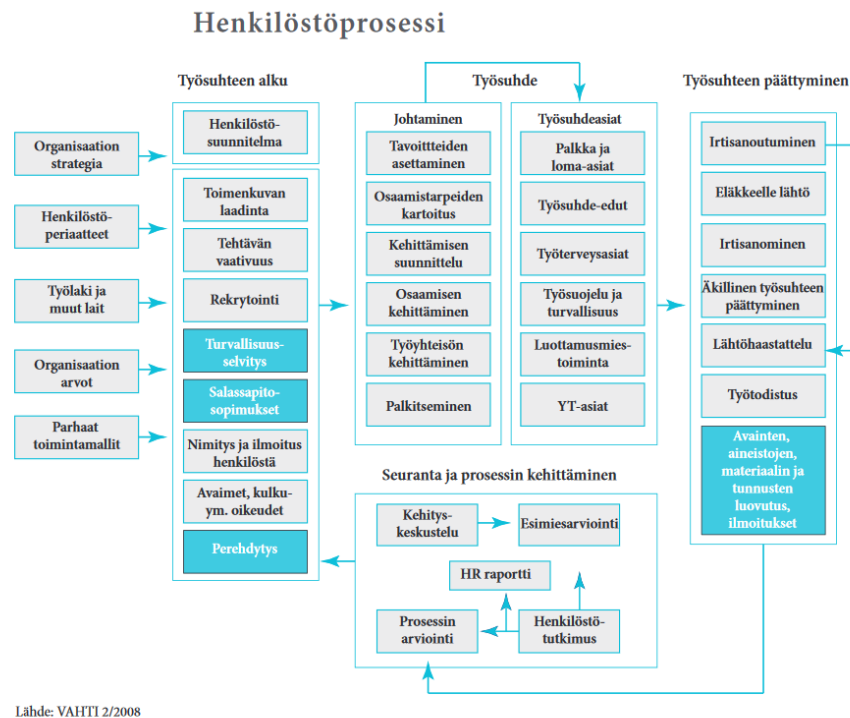 Henkilöstöprosessi
Työsuhteen alku
Työsuhde
Työsuhteen päättyminen
Organisaation
strategia
Henkilöstö-
periaatteet
Työlaki ja
muut lait
Organisaation
arvot
Parhaat
toimintamallit
Henkilöstö-
suunnitelma
Toimenkuvan
laadinta
Tehtävän
vaativuus
Rekrytointi
Turvallisuus-
selvitys
Salassapito-
sopimukset
Nimitys ja ilmoitus
henkilöstä
Avaimet, kulku-
ym. oikeudet
Perehdytys
Johtaminen
Tavoittteiden
asettaminen
Osaamistarpeiden
kartoitus
Kehittämisen
suunnittelu
Osaamisen
kehittäminen
Työyhteisön
kehittäminen
Palkitseminen
Työsuhdeasiat
Palkka ja
loma-asiat
Työsuhde-edut
Työterveysasiat
Työsuojelu ja
turvallisuus
Luottamusmies-
toiminta
YT-asiat
Irtisanoutuminen
Eläkkeelle lähtö
Irtisanominen
Äkillinen työsuhteen
päättyminen
Lähtöhaastattelu
Työtodistus
Avainten,
aineistojen,
materiaalin ja
tunnusten
luovutus,
ilmoitukset
Seuranta ja prosessin kehittäminen
Kehitys-
keskustelu
Esimiesarviointi
HR raportti
Prosessin
arviointi
Henkilöstö-
tutkimus
Lähde: VAHTI 2/2008